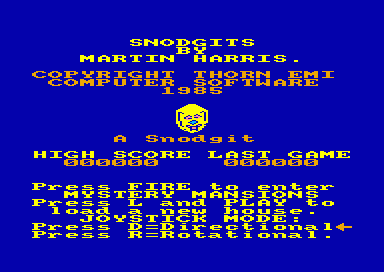 SNODGITS
BY
MARTIN HARRIS.
COPYRIGHT THORN EMI
COMPUTER SOFTWARE
1985
A Snodgit
HIGH SCORE LAST GAME
000000 000000
Press FIRE to enter
MYSTERY MANSIONS
Press L and PLAY to
load a new house.
JOYSTICK MODE:
Press D=Directional←
Press R=Rotational.